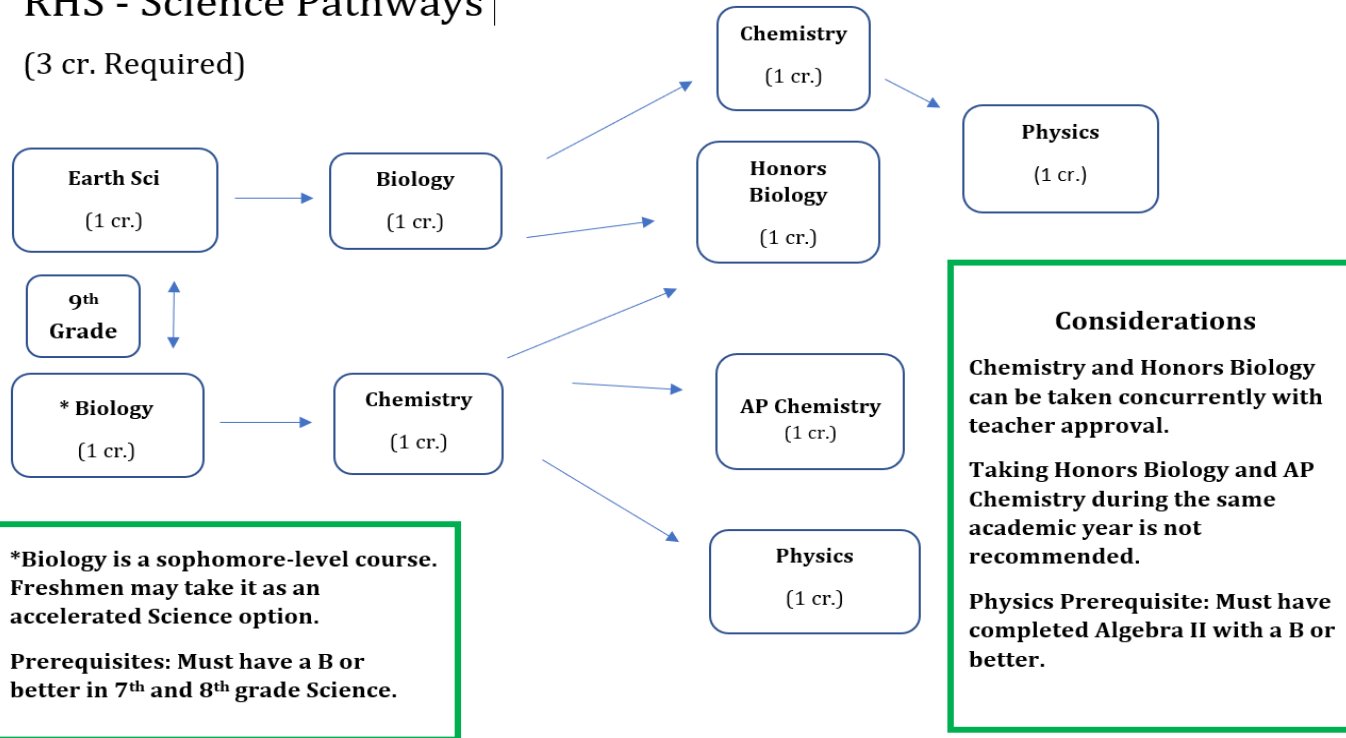 RHS - Science Pathways
(3 cr. Required)
Chemistry
(1 cr.)
Physics
(1 cr.)
Earth Sci
(1 cr.)
Biology
(1 cr.)
Honors
Biology
(1 cr.)
9th
Grade
* Biology
(1 cr.)
Chemistry
(1 cr.)
AP Chemistry
(1 cr.)
Physics
(1 cr.)
*Biology is a sophomore-level course.
Freshmen may take it as an
accelerated Science option.
Prerequisites: Must have a B or
better in 7th and 8th grade Science.
Considerations
Chemistry and Honors Biology
can be taken concurrently with
teacher approval.
Taking Honors Biology and AP
Chemistry during the same
academic year is not
recommended.
Physics Prerequisite: Must have
completed Algebra II with a B or
better.